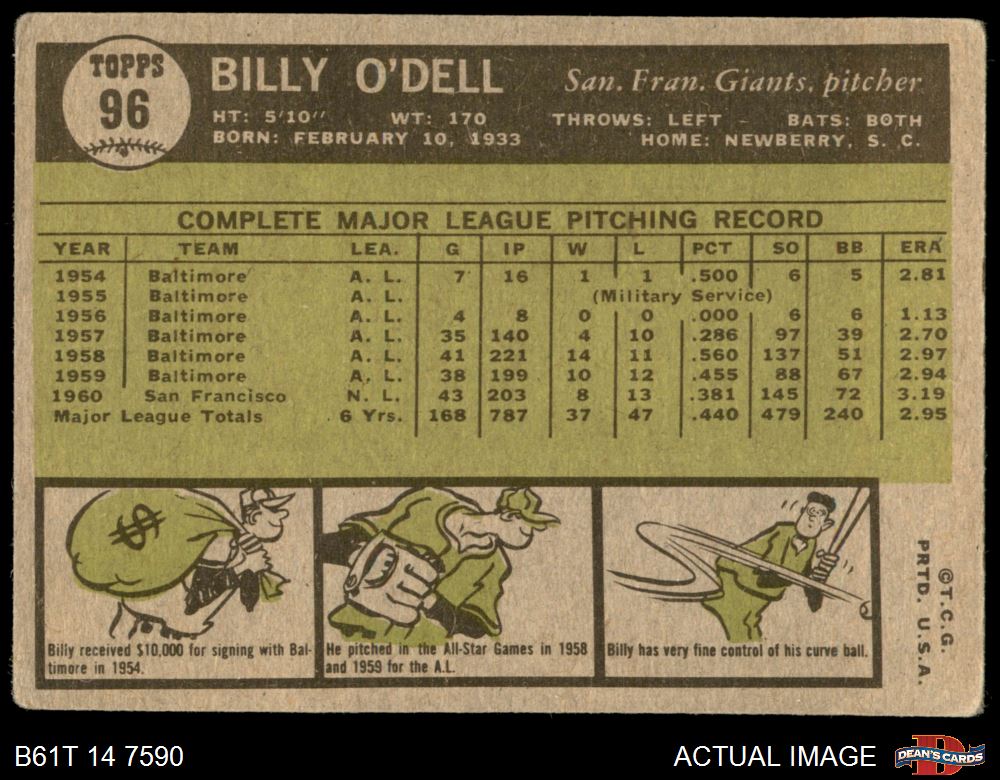 TOPPS
96
BILLY O'DELL San. Fran. Giants, pitcher
HT: 5'10" WT: 170 THROWS: LEFT - BATS: BOTH
BORN: FEBRUARY 10, 1933 HOME: NEWBERRY, S. C.
COMPLETE MAJOR LEAGUE PITCHING RECORD
YEAR TEAM LEA. G IP W L PCT SO BB ERA
1954 Baltimore A. L. 7 16 1 1 .500 6 5 2.81
1955 Baltimore A. L. (Military Service)
1956 Baltimore A. L. 4 8 0 0 .000 6 6 1.13
1957 Baltimore A. L. 35 140 4 10 .286 97 39 2.70
1958 Baltimore A. L. 41 221 14 11 .560 137 51 2.97
1959 Baltimore A. L. 38 199 10 12 .455 88 67 2.94
1960 San Francisco N. L. 43 203 8 13 .381 145 72 3.19
Major League Totals 6 Yrs. 168 787 37 47 .440 479 240 2.95
$
Billy received $10,000 for signing with Bal-
timore in 1954.
He pitched in the All-Star Games in 1958
and 1959 for the A.L.
Billy has very fine control of his curve ball.
©T.C.G.
PRTD. U.S.A.
B61T 14 7590 ACTUAL IMAGE
D
DEAN'S CARDS